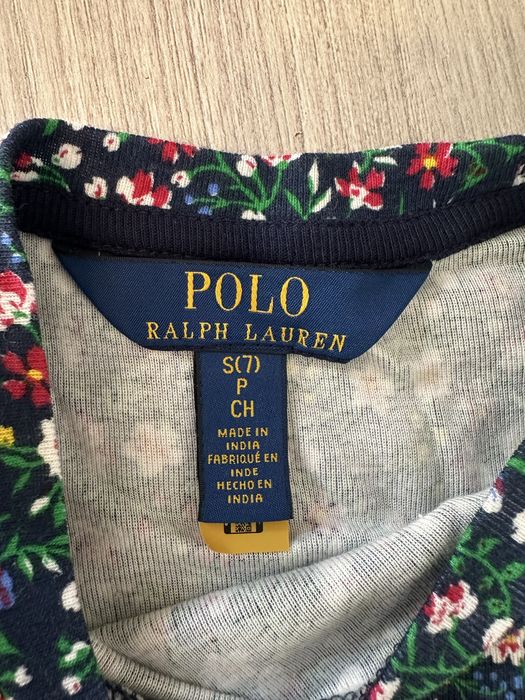 POLO
RALPH LAUREN
S(7)
P
CH
MADE IN
INDIA
FABRIQUÉ EN
INDE
HECHO EN
INDIA